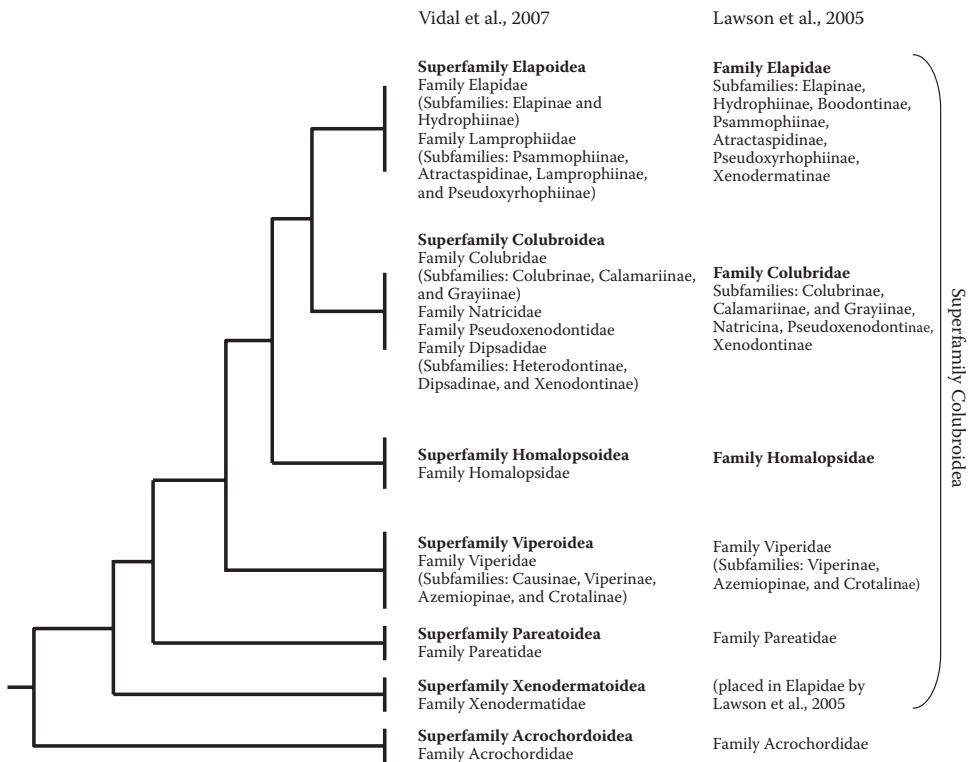 Vidal et al., 2007
Lawson et al., 2005
Superfamily Elapoidea
Family Elapidae
(Subfamilies: Elapinae and
Hydrophiinae)
Family Lamprophiidae
(Subfamilies: Psammophiinae,
Atractaspidinae, Lamprophiinae,
and Pseudoxyrhophiinae)
Family Elapidae
Subfamilies: Elapinae,
Hydrophiinae, Boodontinae,
Psammophiinae,
Atractaspidinae,
Pseudoxyrhophiinae,
Xenodermatinae
Superfamily Colubroidea
Family Colubridae
(Subfamilies: Colubrinae, Calamariinae,
and Grayiinae)
Family Natricidae
Family Pseudoxenodontidae
Family Dipsadidae
(Subfamilies: Heterodontinae,
Dipsadinae, and Xenodontinae)
Family Colubridae
Subfamilies: Colubrinae,
Calamariinae, and Grayiinae,
Natricina, Pseudoxenodontinae,
Xenodontinae
Superfamily Homalopsoidea
Family Homalopsidae
Family Homalopsidae
Superfamily Viperoidea
Family Viperidae
(Subfamilies: Causinae, Viperinae,
Azemiopinae, and Crotalinae)
Family Viperidae
(Subfamilies: Viperinae,
Azemiopinae, and Crotalinae)
Superfamily Pareatoidea
Family Pareatidae
Family Pareatidae
Superfamily Xenodermatoidea
Family Xenodermatidae
(placed in Elapidae by
Lawson et al., 2005
Superfamily Acrochordoidea
Family Acrochordidae
Family Acrochordidae
Superfamily Colubroidea